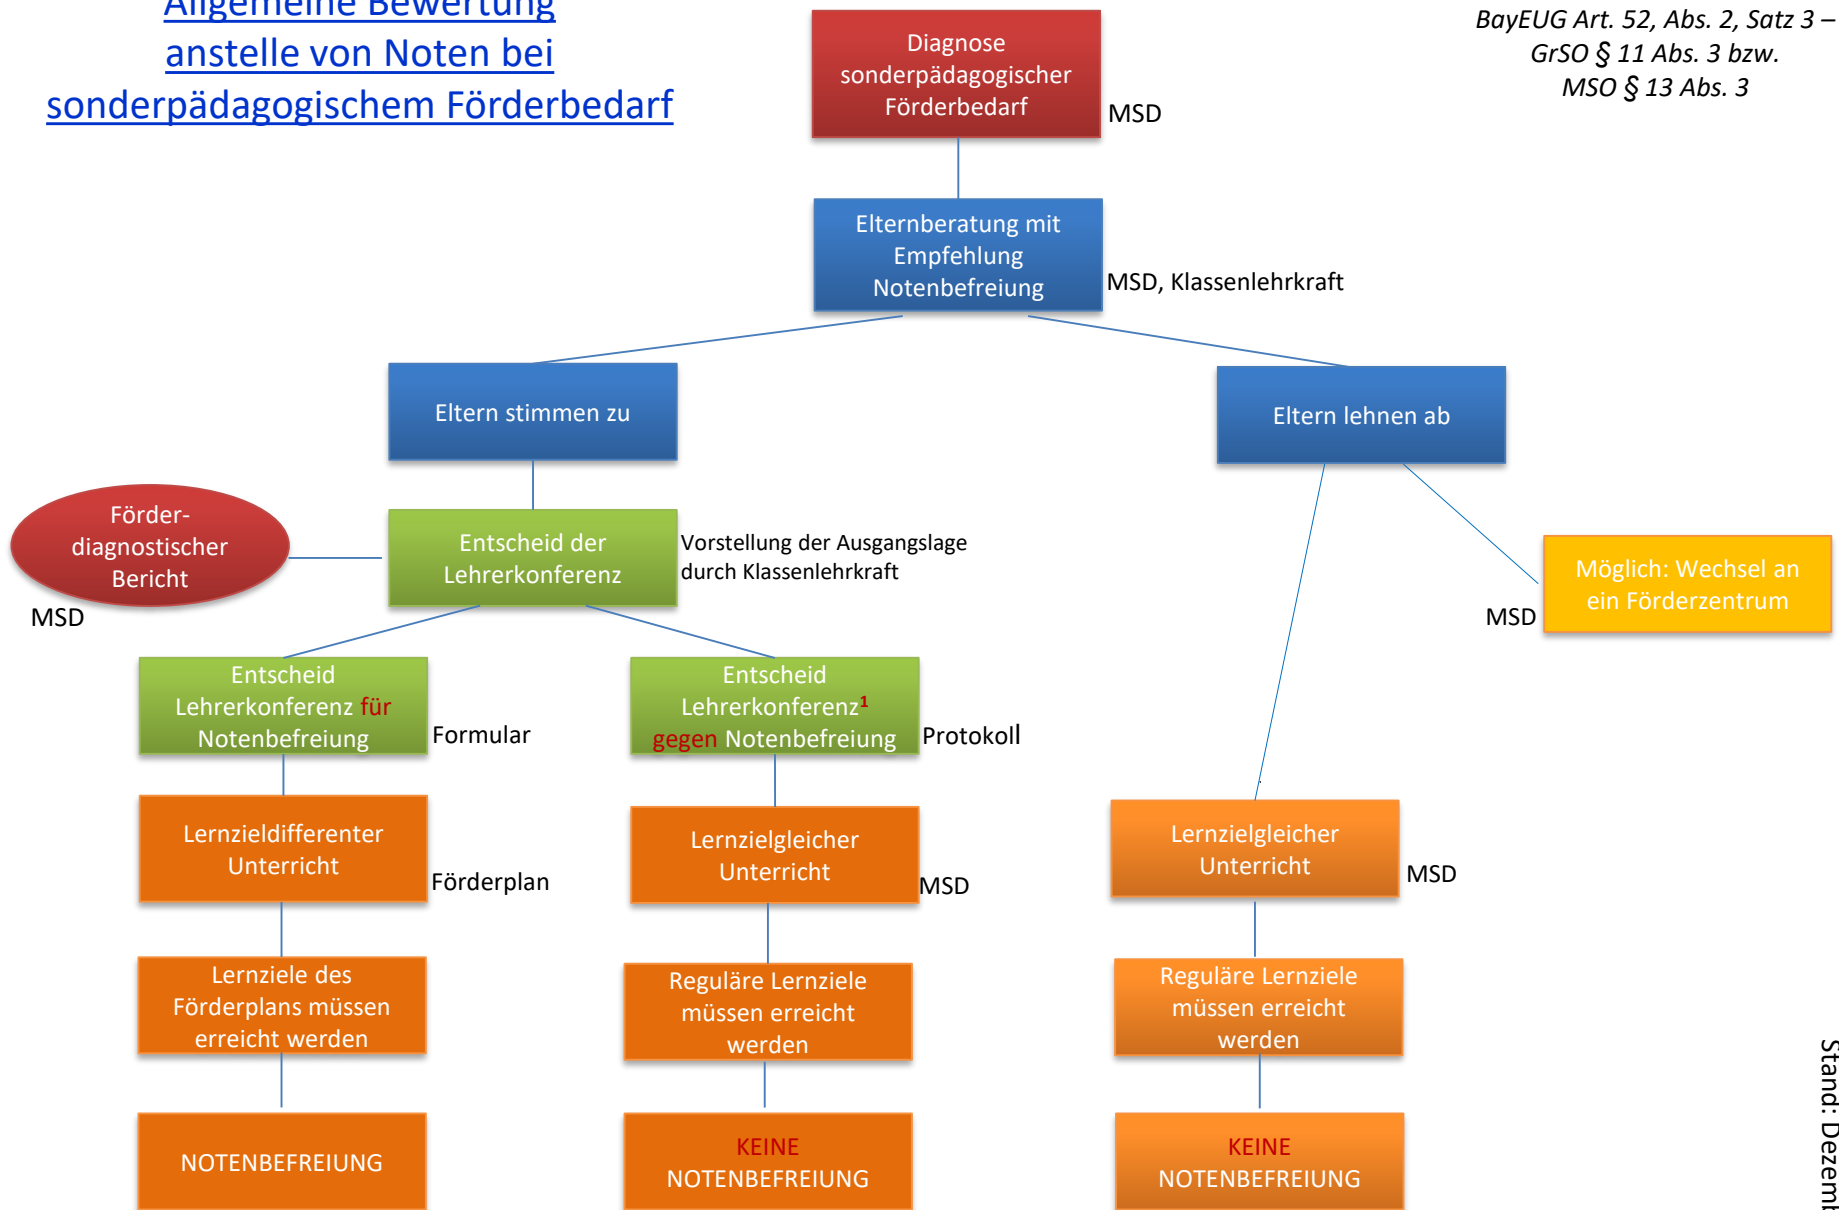 Allgemeine Bewertung
anstelle von Noten bei
sonderpädagogischem Förderbedarf
BayEUG Art. 52, Abs. 2, Satz 3 –
GrSO § 11 Abs. 3 bzw.
MSO § 13 Abs. 3
Diagnose
sonderpädagogischer
Förderbedarf
MSD
Elternberatung mit
Empfehlung
Notenbefreiung
MSD, Klassenlehrkraft
Eltern stimmen zu
Eltern lehnen ab
Förder-
diagnostischer
Bericht
MSD
Entscheid der
Lehrerkonferenz
Vorstellung der Ausgangslage
durch Klassenlehrkraft
Möglich: Wechsel an
ein Förderzentrum
MSD
Entscheid
Lehrerkonferenz für
Notenbefreiung
Formular
Entscheid
Lehrerkonferenz¹
gegen Notenbefreiung
Protokoll
Lernzieldifferenter
Unterricht
Förderplan
Lernzielgleicher
Unterricht
MSD
Lernzielgleicher
Unterricht
MSD
Lernziele des
Förderplans müssen
erreicht werden
Reguläre Lernziele
müssen erreicht
werden
Reguläre Lernziele
müssen erreicht
werden
NOTENBEFREIUNG
KEINE
NOTENBEFREIUNG
KEINE
NOTENBEFREIUNG
Stand: